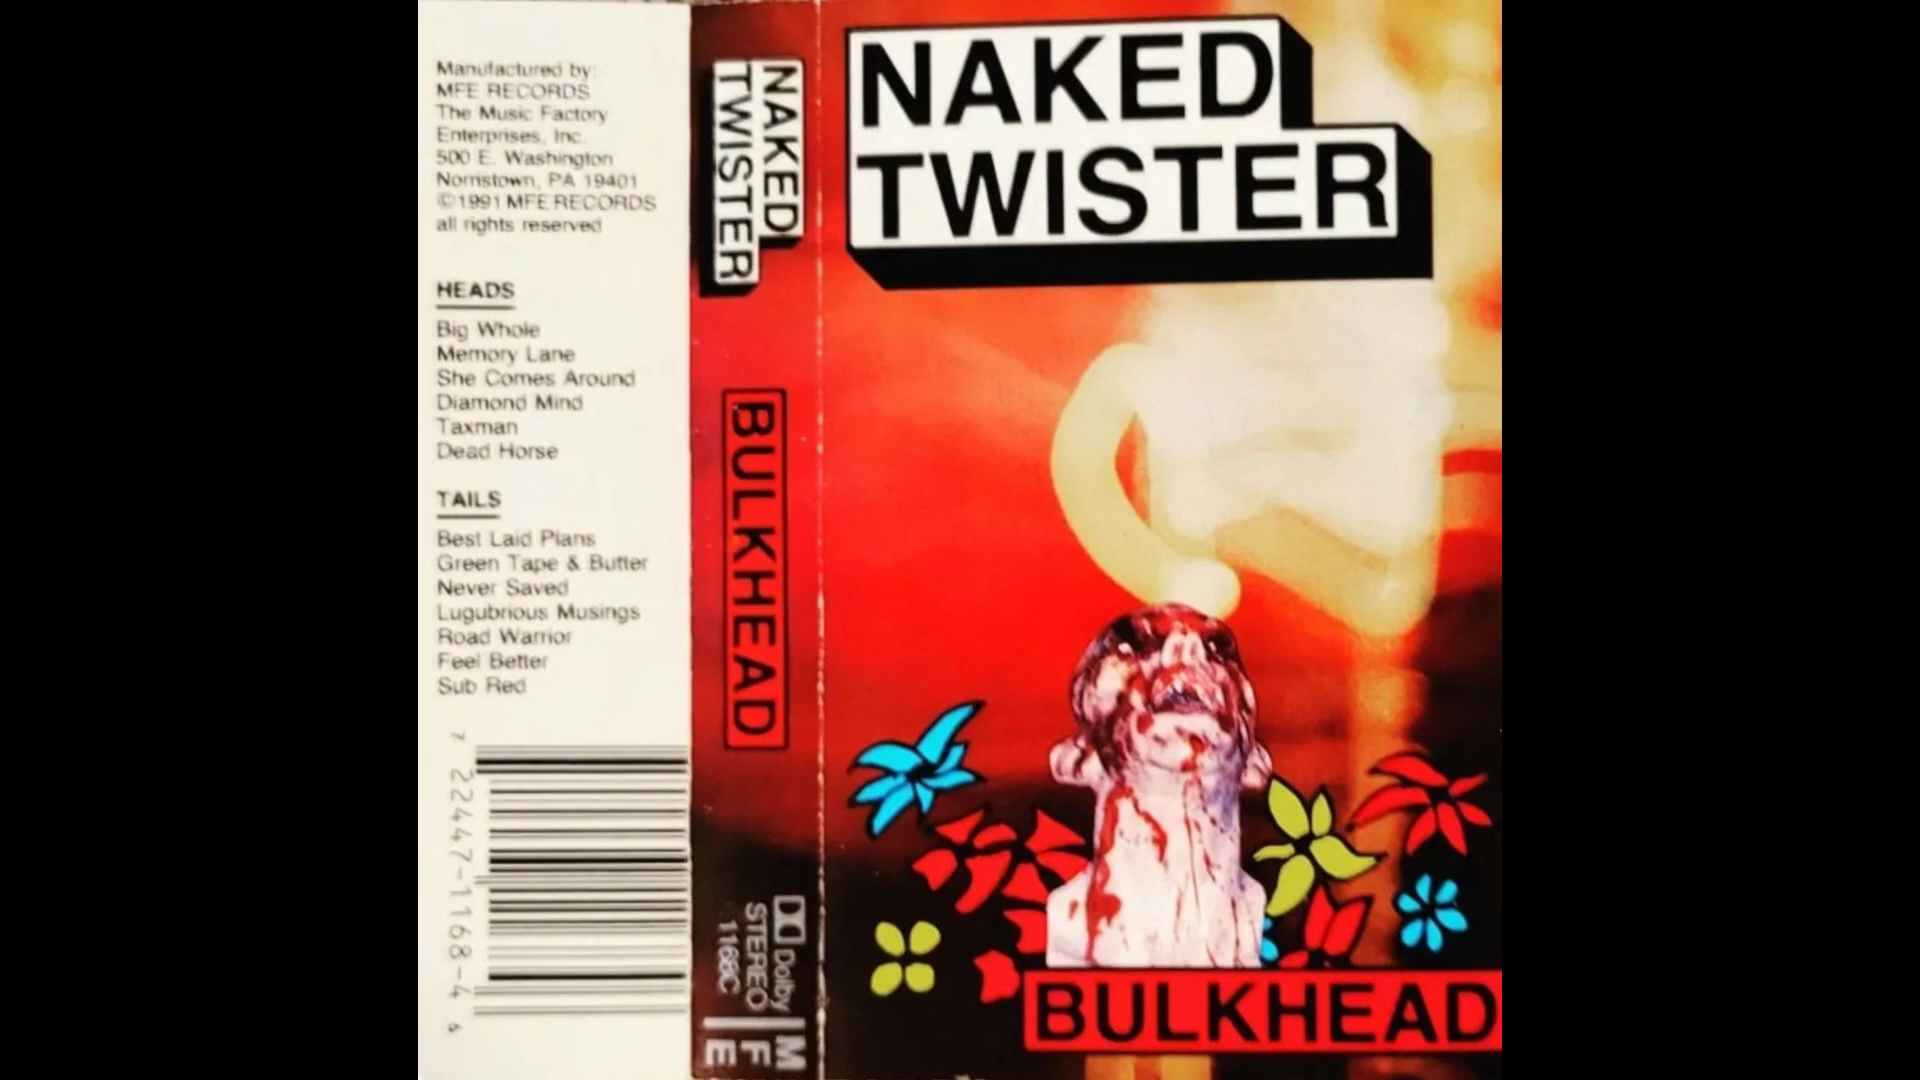 Manufactured by:
MFE RECORDS
The Music Factory
Enterprises, Inc.
500 E. Washington
Norristown, PA 19401
©1991 MFE RECORDS
all rights reserved
HEADS
Big Whole
Memory Lane
She Comes Around
Diamond Mind
Taxman
Dead Horse
TAILS
Best Laid Plans
Green Tape & Butter
Never Saved
Lugubrious Musings
Road Warrior
Feel Better
Sub Red
7 22447-1168-4 6
NAKED
TWISTER
BULKHEAD
Dolby
STEREO
1168C
M
F
E
NAKED
TWISTER
BULKHEAD